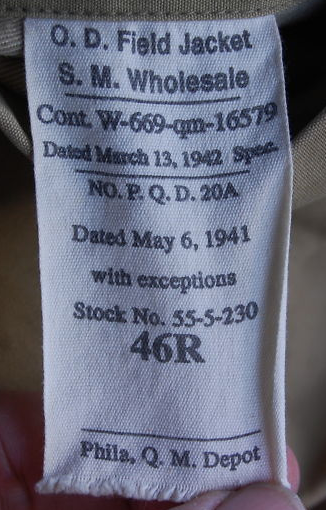 O. D. Field Jacket
S. M. Wholesale
Cont. W-669-qm-16579
Dated March 13, 1942 Spec.
NO. P. Q. D. 20A
Dated May 6, 1941
with exceptions
Stock No. 55-5-230
46R
Phila. Q. M. Depot